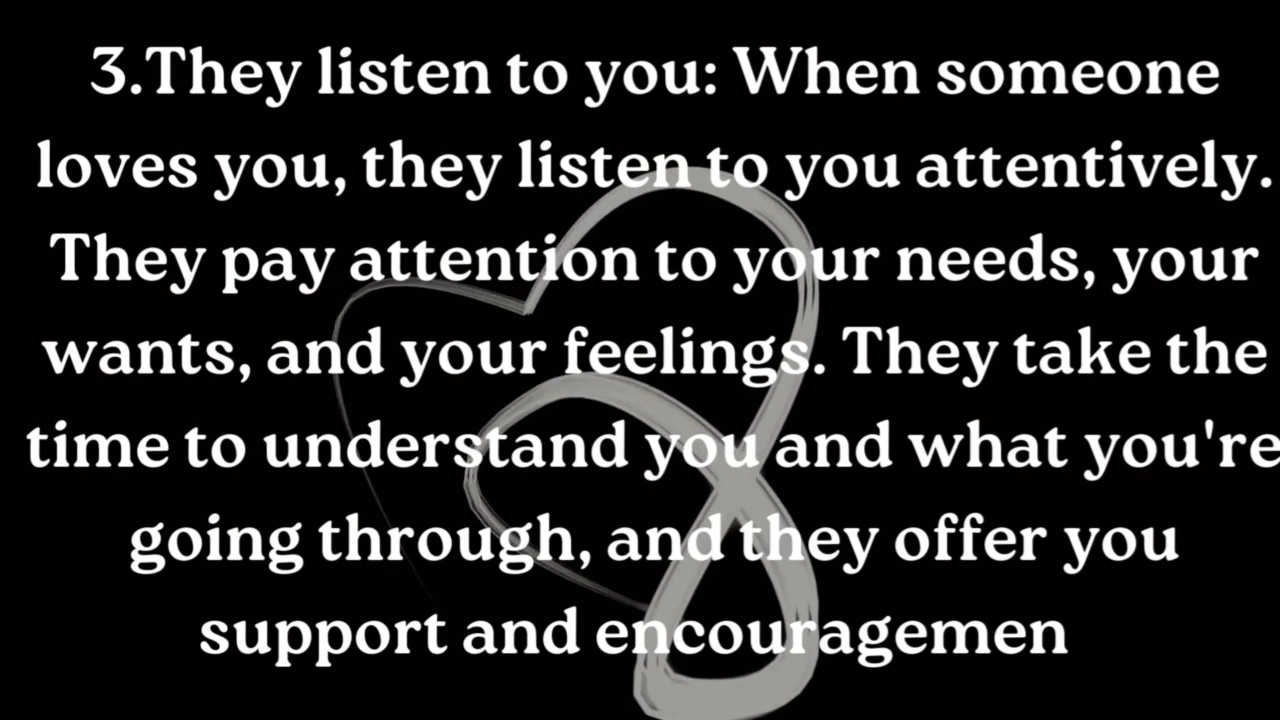 3.They listen to you: When someone
loves you, they listen to you attentively.
They pay attention to your needs, your
wants, and your feelings. They take the
time to understand you and what you're
going through, and they offer you
support and encouragemen